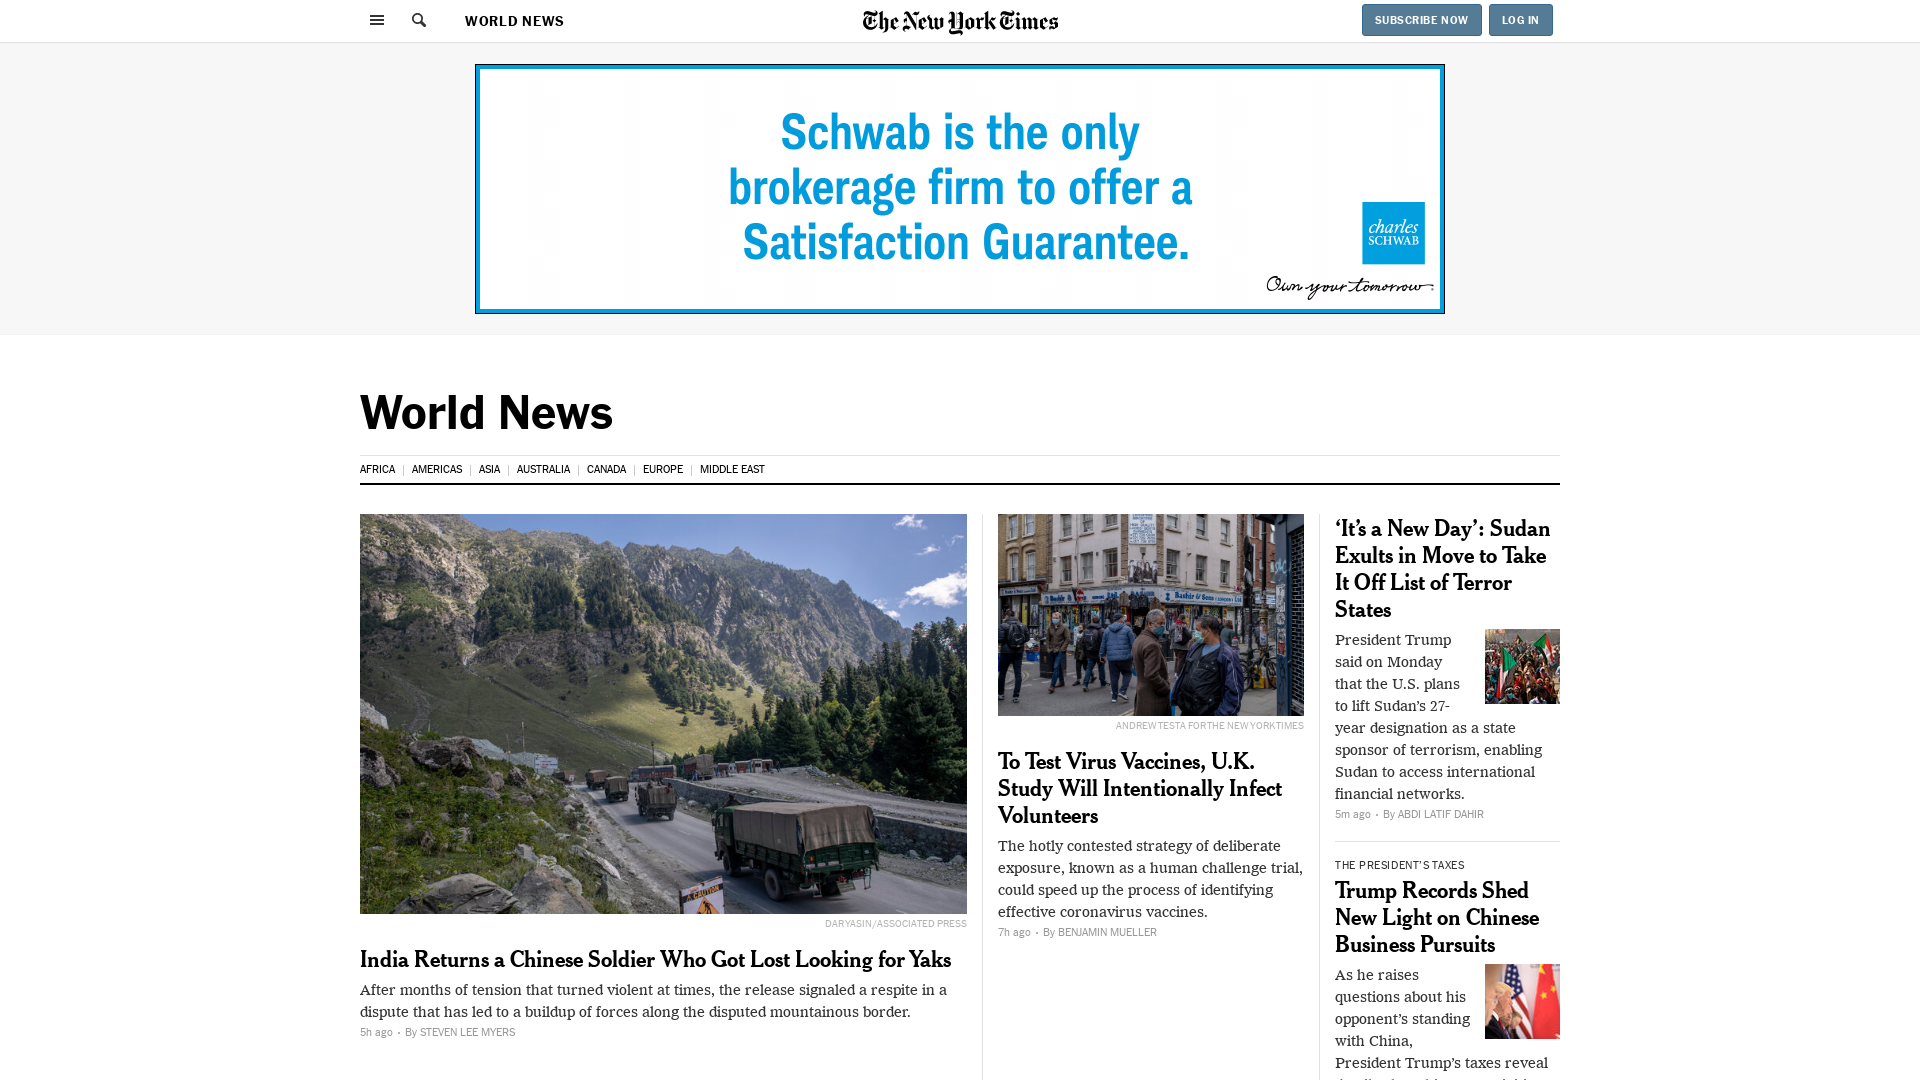 WORLD NEWS
The New York Times
SUBSCRIBE NOW
LOG IN
Schwab is the only
brokerage firm to offer a
Satisfaction Guarantee.
charles
SCHWAB
Own your tomorrow.
World News
AFRICA
AMERICAS
ASIA
AUSTRALIA
CANADA
EUROPE
MIDDLE EAST
CAUTION
DAR YASIN/ASSOCIATED PRESS
India Returns a Chinese Soldier Who Got Lost Looking for Yaks
After months of tension that turned violent at times, the release signaled a respite in a
dispute that has led to a buildup of forces along the disputed mountainous border.
5h ago • By STEVEN LEE MYERS
Bashir & Sons
ANDREW TESTA FOR THE NEW YORK TIMES
To Test Virus Vaccines, U.K.
Study Will Intentionally Infect
Volunteers
The hotly contested strategy of deliberate
exposure, known as a human challenge trial,
could speed up the process of identifying
effective coronavirus vaccines.
7h ago • By BENJAMIN MUELLER
‘It’s a New Day’: Sudan
Exults in Move to Take
It Off List of Terror
States
President Trump
said on Monday
that the U.S. plans
to lift Sudan’s 27-
year designation as a state
sponsor of terrorism, enabling
Sudan to access international
financial networks.
5m ago • By ABDI LATIF DAHIR
THE PRESIDENT’S TAXES
Trump Records Shed
New Light on Chinese
Business Pursuits
As he raises
questions about his
opponent’s standing
with China,
President Trump’s taxes reveal